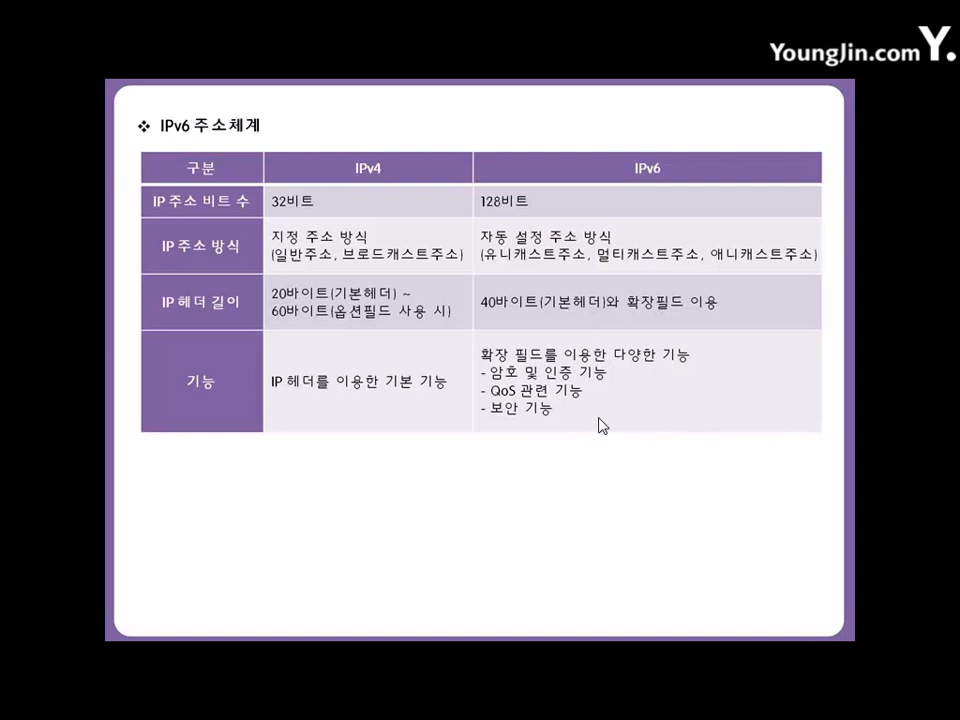 YoungJin.com Y.
❖ IPv6 주소체계
구분 IPv4 IPv6
IP 주소 비트 수 32비트 128비트
IP 주소 방식
지정 주소 방식
(일반주소, 브로드캐스트주소)
자동 설정 주소 방식
(유니캐스트주소, 멀티캐스트주소, 애니캐스트주소)
IP 헤더 길이
20바이트(기본헤더) ~
60바이트(옵션필드 사용 시)
40바이트(기본헤더)와 확장필드 이용
기능
IP 헤더를 이용한 기본 기능
확장 필드를 이용한 다양한 기능
- 암호 및 인증 기능
- QoS 관련 기능
- 보안 기능